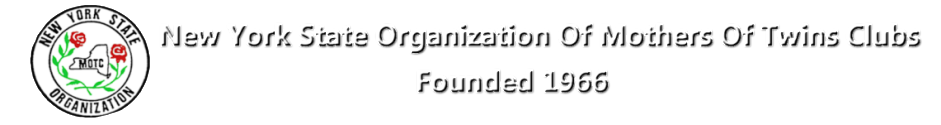 NEW YORK STATE
MOTC
ORGANIZATION
New York State Organization Of Mothers Of Twins Clubs
Founded 1966